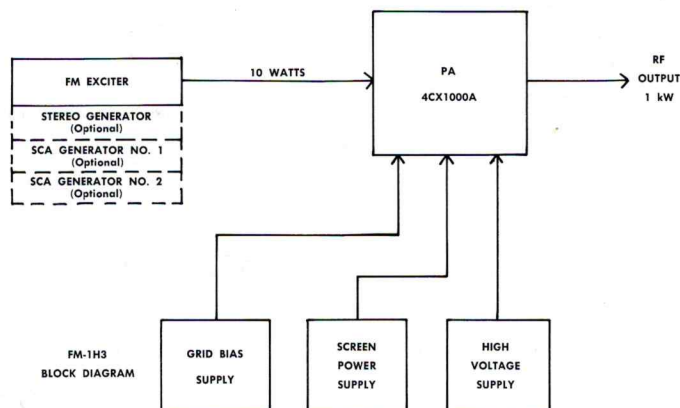 FM EXCITER
STEREO GENERATOR
(Optional)
SCA GENERATOR NO. 1
(Optional)
SCA GENERATOR NO. 2
(Optional)
10 WATTS
PA
4CX1000A
RF
OUTPUT
1 kW
FM-1H3
BLOCK DIAGRAM
GRID BIAS
SUPPLY
SCREEN
POWER
SUPPLY
HIGH
VOLTAGE
SUPPLY